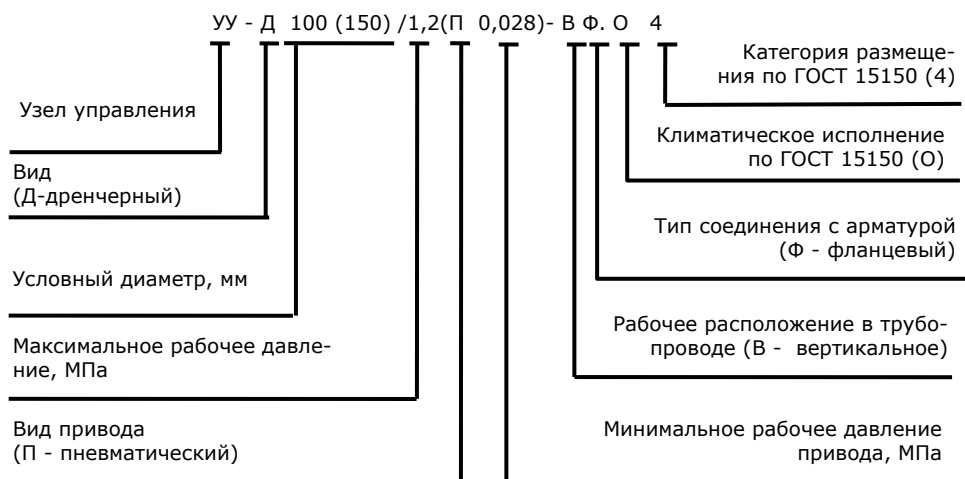 УУ - Д 100 (150) /1,2(П 0,028)- В Ф. О 4
Узел управления
Вид
(Д-дренчерный)
Условный диаметр, мм
Максимальное рабочее давле-
ние, МПа
Вид привода
(П - пневматический)
Категория размеще-
ния по ГОСТ 15150 (4)
Климатическое исполнение
по ГОСТ 15150 (О)
Тип соединения с арматурой
(Ф - фланцевый)
Рабочее расположение в трубо-
проводе (В - вертикальное)
Минимальное рабочее давление
привода, МПа